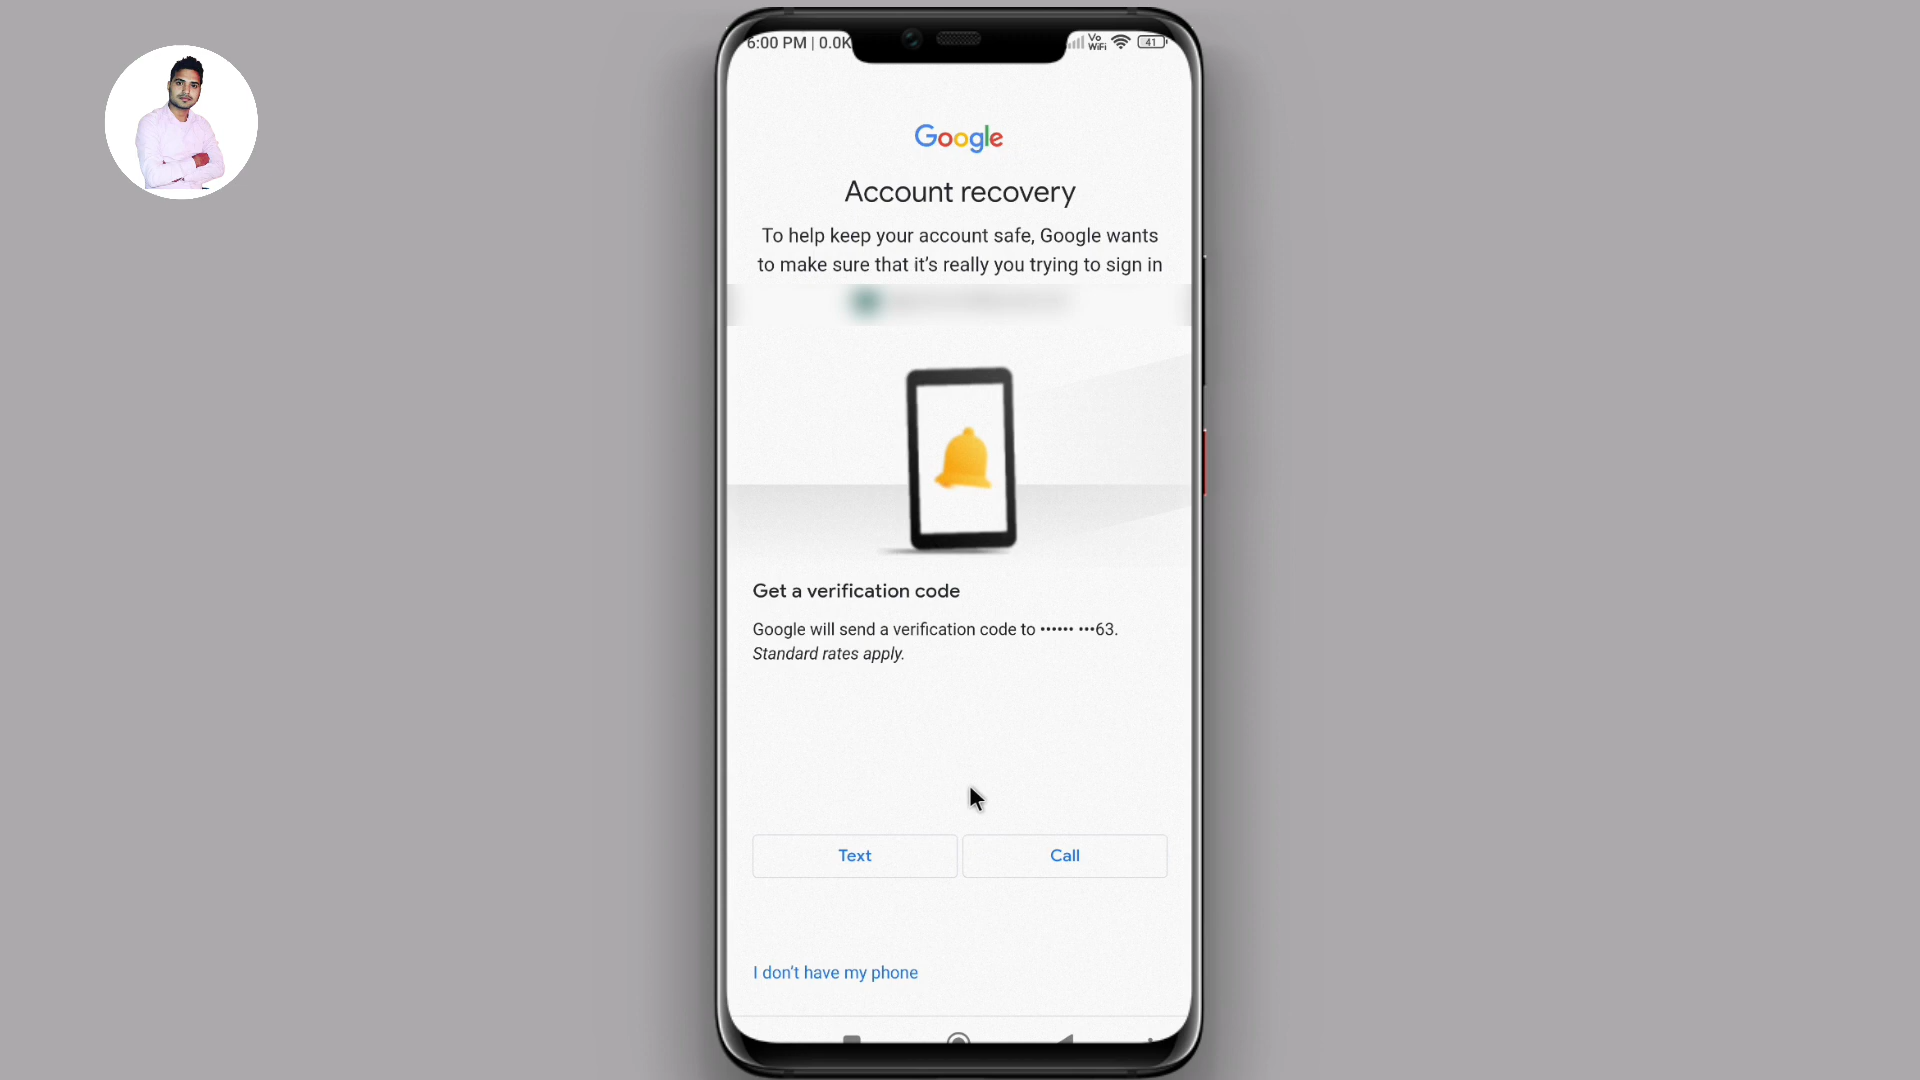 6:00 PM | 0.0K
Vo
WiFi
41
Google
Account recovery
To help keep your account safe, Google wants
to make sure that it’s really you trying to sign in
Get a verification code
Google will send a verification code to •••••• •••63.
Standard rates apply.
Text
Call
I don’t have my phone